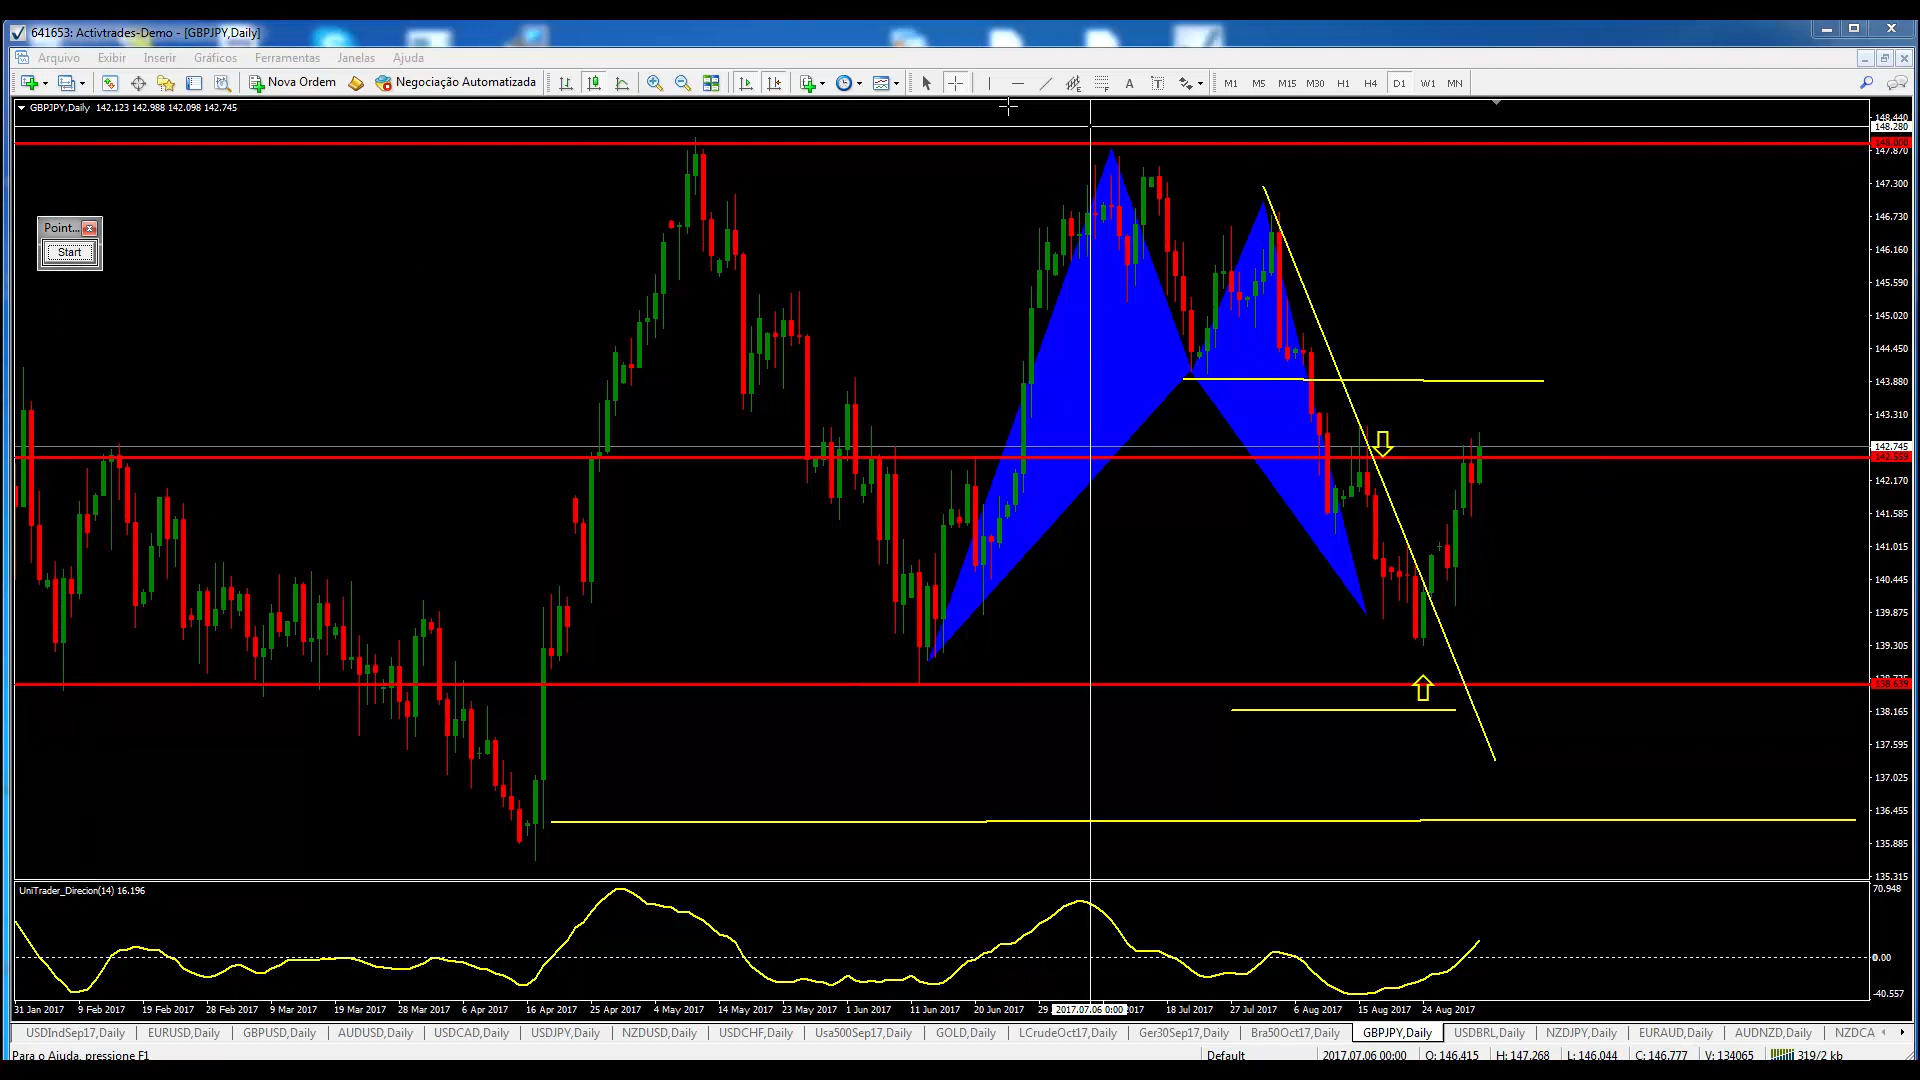 641653: Activtrades-Demo - [GBPJPY,Daily]
Arquivo Exibir Inserir Gráficos Ferramentas Janelas Ajuda
Nova Ordem Negociação Automatizada A T M1 M5 M15 M30 H1 H4 D1 W1 MN
GBPJPY,Daily 142.123 142.988 142.098 142.745
148.440
148.280
147.870
147.300
146.730
Point...
Start
146.160
145.590
145.020
144.450
143.880
143.310
142.745
142.559
142.170
141.585
141.015
140.445
139.875
139.305
138.639
138.165
137.595
137.025
136.455
135.885
135.315
UniTrader_Direcion(14) 16.196
70.948
0.00
-40.557
31 Jan 2017 9 Feb 2017 19 Feb 2017 28 Feb 2017 9 Mar 2017 19 Mar 2017 28 Mar 2017 6 Apr 2017 16 Apr 2017 25 Apr 2017 4 May 2017 14 May 2017 23 May 2017 1 Jun 2017 11 Jun 2017 20 Jun 2017 29 2017.07.06 0:00 2017 18 Jul 2017 27 Jul 2017 6 Aug 2017 15 Aug 2017 24 Aug 2017
USDIndSep17,Daily EURUSD,Daily GBPUSD,Daily AUDUSD,Daily USDCAD,Daily USDJPY,Daily NZDUSD,Daily USDCHF,Daily Usa500Sep17,Daily GOLD,Daily LCrudeOct17,Daily Ger30Sep17,Daily Bra50Oct17,Daily GBPJPY,Daily USDBRL,Daily NZDJPY,Daily EURAUD,Daily AUDNZD,Daily NZDCA
Para o Ajuda, pressione F1 Default 2017.07.06 00:00 O: 146.415 H: 147.268 L: 146.044 C: 146.777 V: 134065 319/2 kb